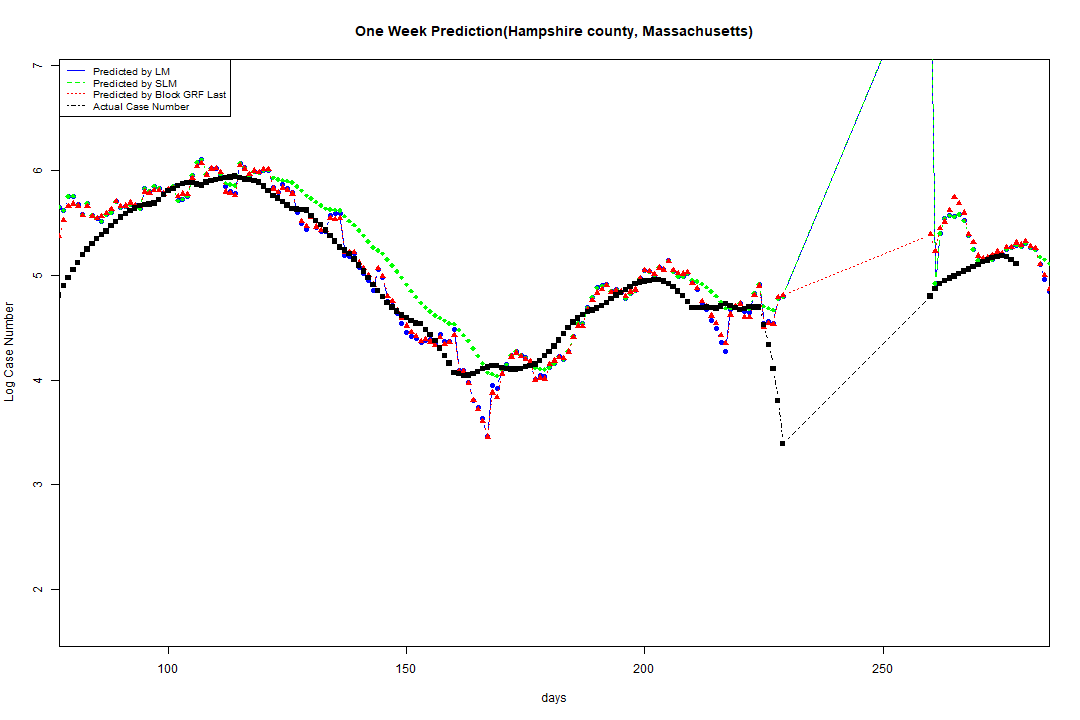 One Week Prediction(Hampshire county, Massachusetts)
Predicted by LM
Predicted by SLM
Predicted by Block GRF Last
Actual Case Number
7
6
5
4
3
2
Log Case Number
100 150 200 250
days